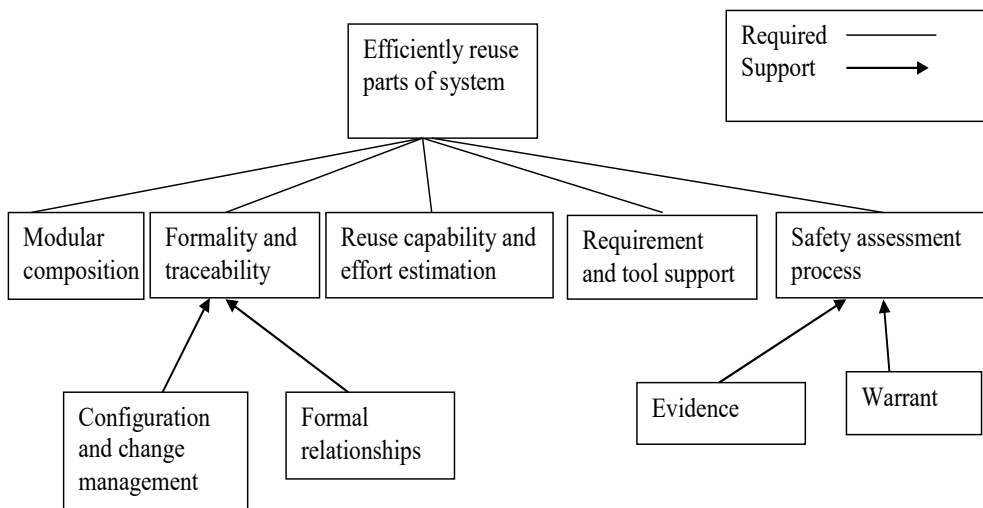 Efficiently reuse
parts of system
Required
Support
Modular
composition
Formality and
traceability
Reuse capability and
effort estimation
Requirement
and tool support
Safety assessment
process
Configuration
and change
management
Formal
relationships
Evidence
Warrant